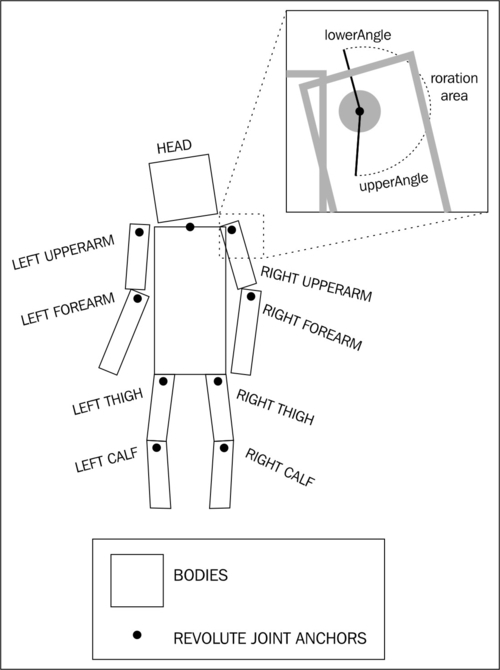 lowerAngle
roration
area
upperAngle
HEAD
LEFT UPPERARM
RIGHT UPPERARM
LEFT FOREARM
RIGHT FOREARM
LEFT THIGH
RIGHT THIGH
LEFT CALF
RIGHT CALF
BODIES
REVOLUTE JOINT ANCHORS